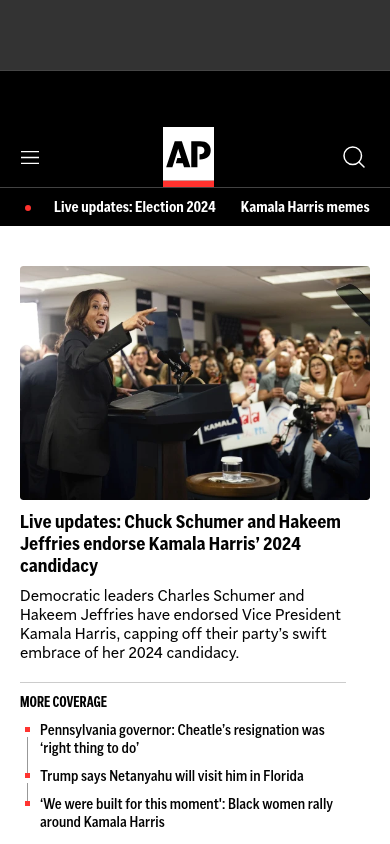 AP
Live updates: Election 2024 Kamala Harris memes
KAMALA
Live updates: Chuck Schumer and Hakeem
Jeffries endorse Kamala Harris’ 2024
candidacy
Democratic leaders Charles Schumer and
Hakeem Jeffries have endorsed Vice President
Kamala Harris, capping off their party’s swift
embrace of her 2024 candidacy.
MORE COVERAGE
Pennsylvania governor: Cheatle’s resignation was
‘right thing to do’
Trump says Netanyahu will visit him in Florida
‘We were built for this moment': Black women rally
around Kamala Harris